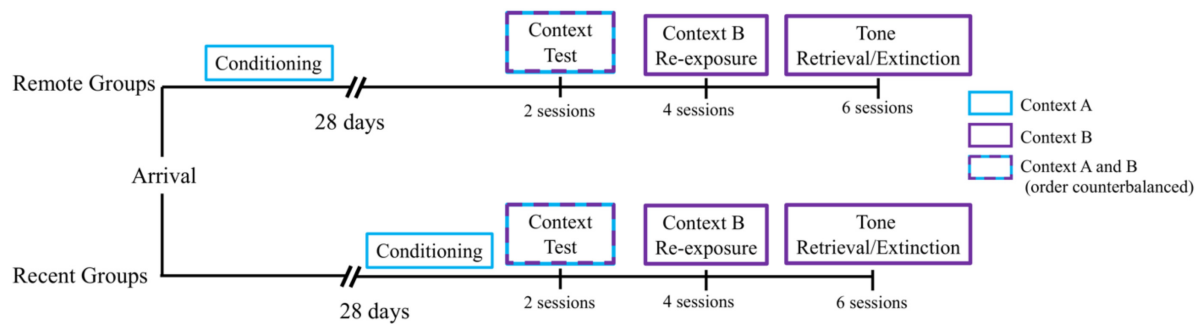 Conditioning
Context
Test
Context B
Re-exposure
Tone
Retrieval/Extinction
Remote Groups
28 days
2 sessions
4 sessions
6 sessions
Context A
Context B
Context A and B
(order counterbalanced)
Arrival
Conditioning
Context
Test
Context B
Re-exposure
Tone
Retrieval/Extinction
Recent Groups
28 days
2 sessions
4 sessions
6 sessions